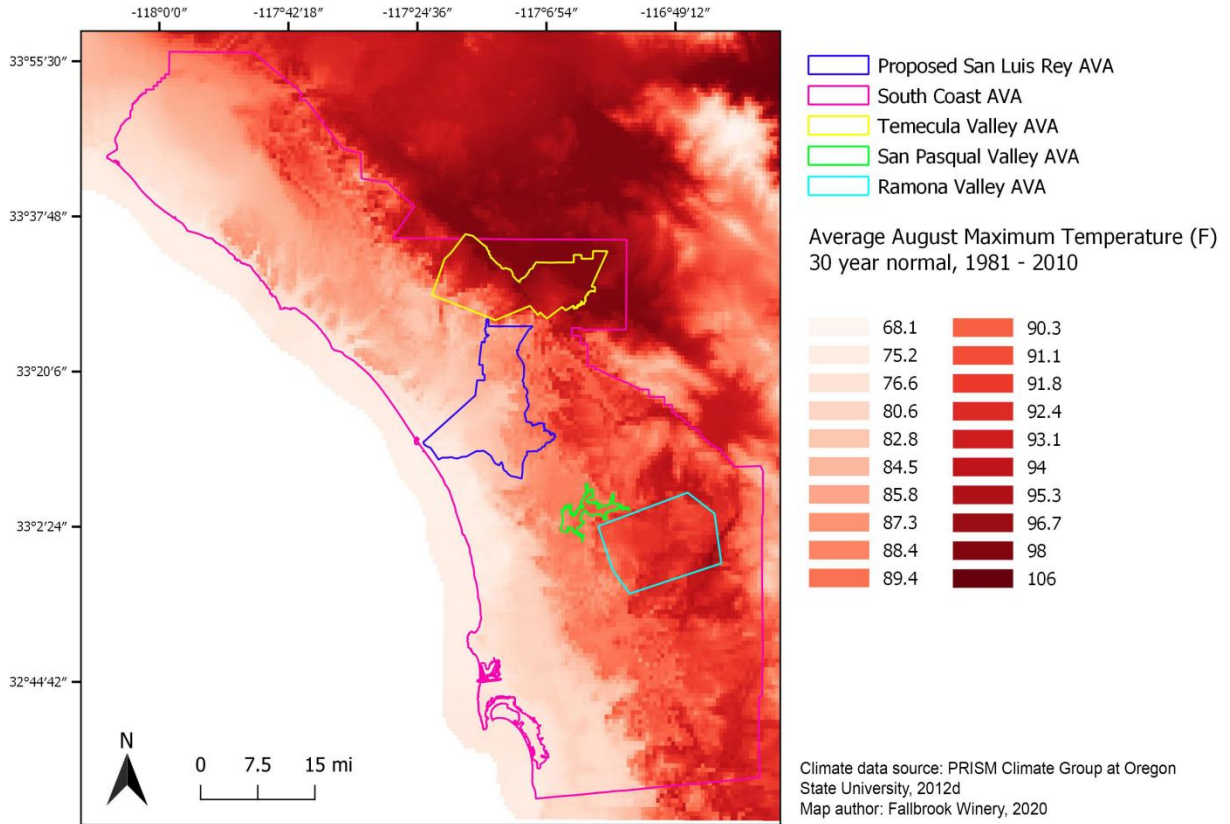 -118°0′0″ -117°42′18″ -117°24′36″ -117°6′54″ -116°49′12″
33°55′30″
33°37′48″
33°20′6″
33°2′24″
32°44′42″
N
0 7.5 15 mi
Proposed San Luis Rey AVA
South Coast AVA
Temecula Valley AVA
San Pasqual Valley AVA
Ramona Valley AVA
Average August Maximum Temperature (F)
30 year normal, 1981 - 2010
68.1 90.3
75.2 91.1
76.6 91.8
80.6 92.4
82.8 93.1
84.5 94
85.8 95.3
87.3 96.7
88.4 98
89.4 106
Climate data source: PRISM Climate Group at Oregon
State University, 2012d
Map author: Fallbrook Winery, 2020